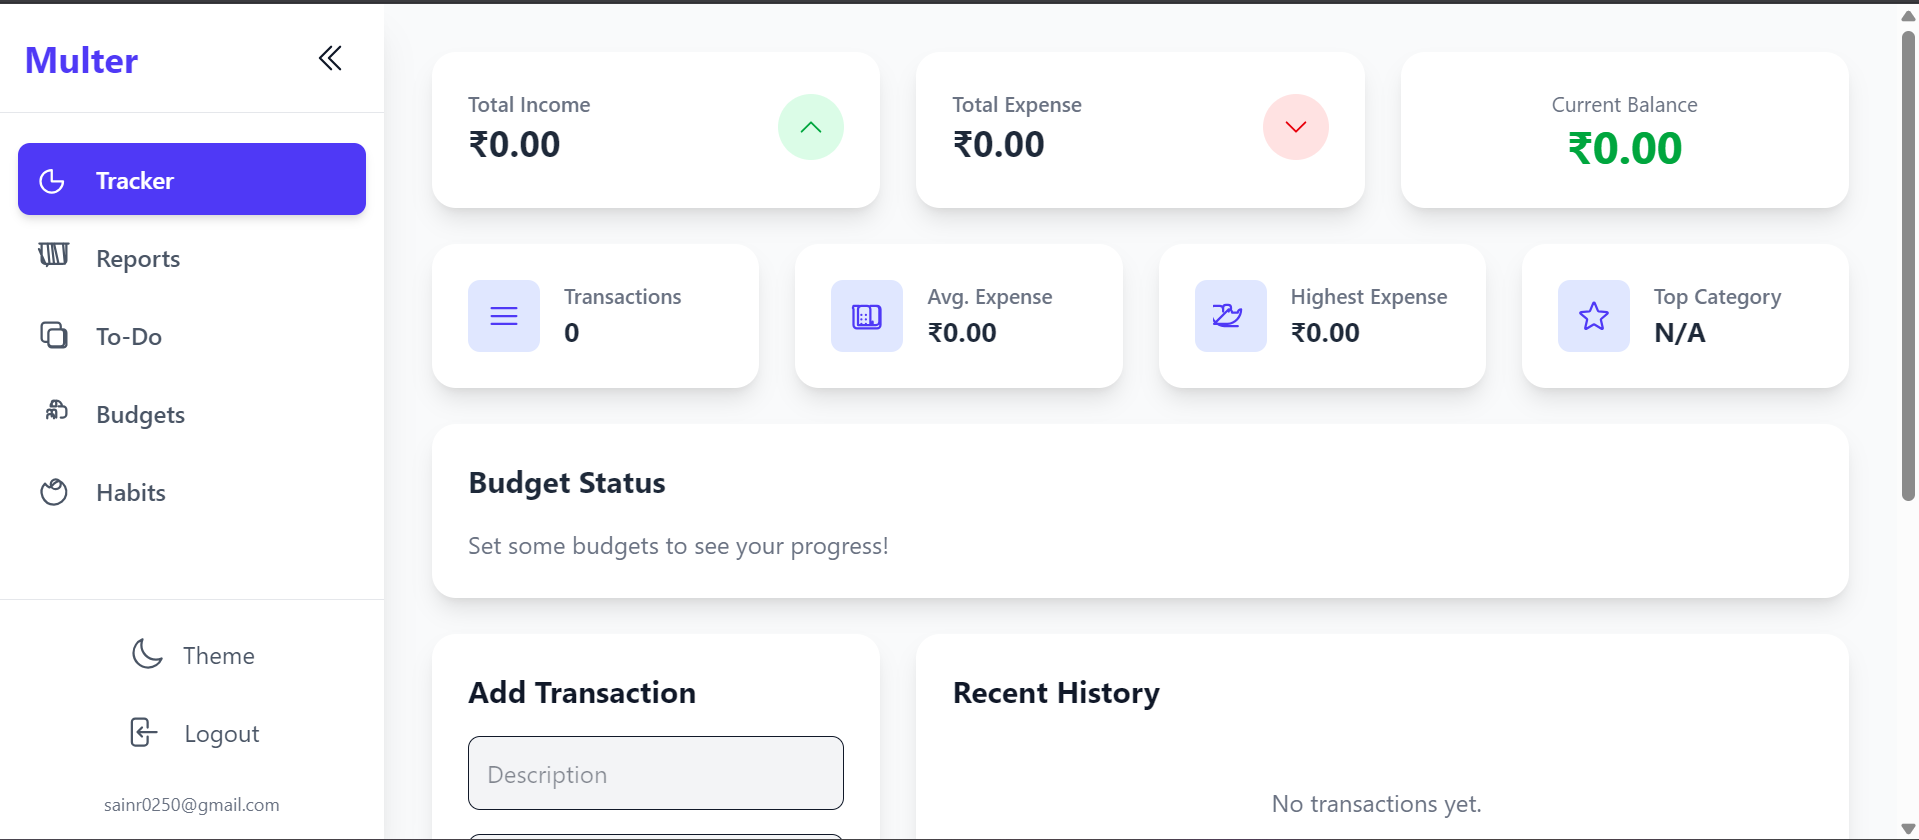 Multer
Tracker
Reports
To-Do
Budgets
Habits
Theme
Logout
sainr0250@gmail.com
Total Income
₹0.00
Total Expense
₹0.00
Current Balance
₹0.00
Transactions
0
Avg. Expense
₹0.00
Highest Expense
₹0.00
Top Category
N/A
Budget Status
Set some budgets to see your progress!
Add Transaction
Description
Recent History
No transactions yet.